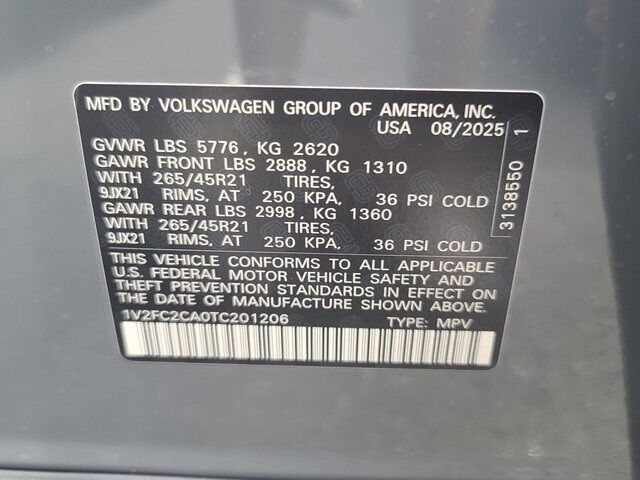 MFD BY VOLKSWAGEN GROUP OF AMERICA, INC.
USA 08/2025
GVWR LBS 5776, KG 2620
GAWR FRONT LBS 2888, KG 1310
WITH 265/45R21 TIRES,
9JX21 RIMS, AT 250 KPA, 36 PSI COLD
GAWR REAR LBS 2998, KG 1360
WITH 265/45R21 TIRES,
9JX21 RIMS, AT 250 KPA, 36 PSI COLD
THIS VEHICLE CONFORMS TO ALL APPLICABLE
U.S. FEDERAL MOTOR VEHICLE SAFETY AND
THEFT PREVENTION STANDARDS IN EFFECT ON
THE DATE OF MANUFACTURE SHOWN ABOVE.
1V2FC2CA0TC201206 TYPE: MPV
3138550 1